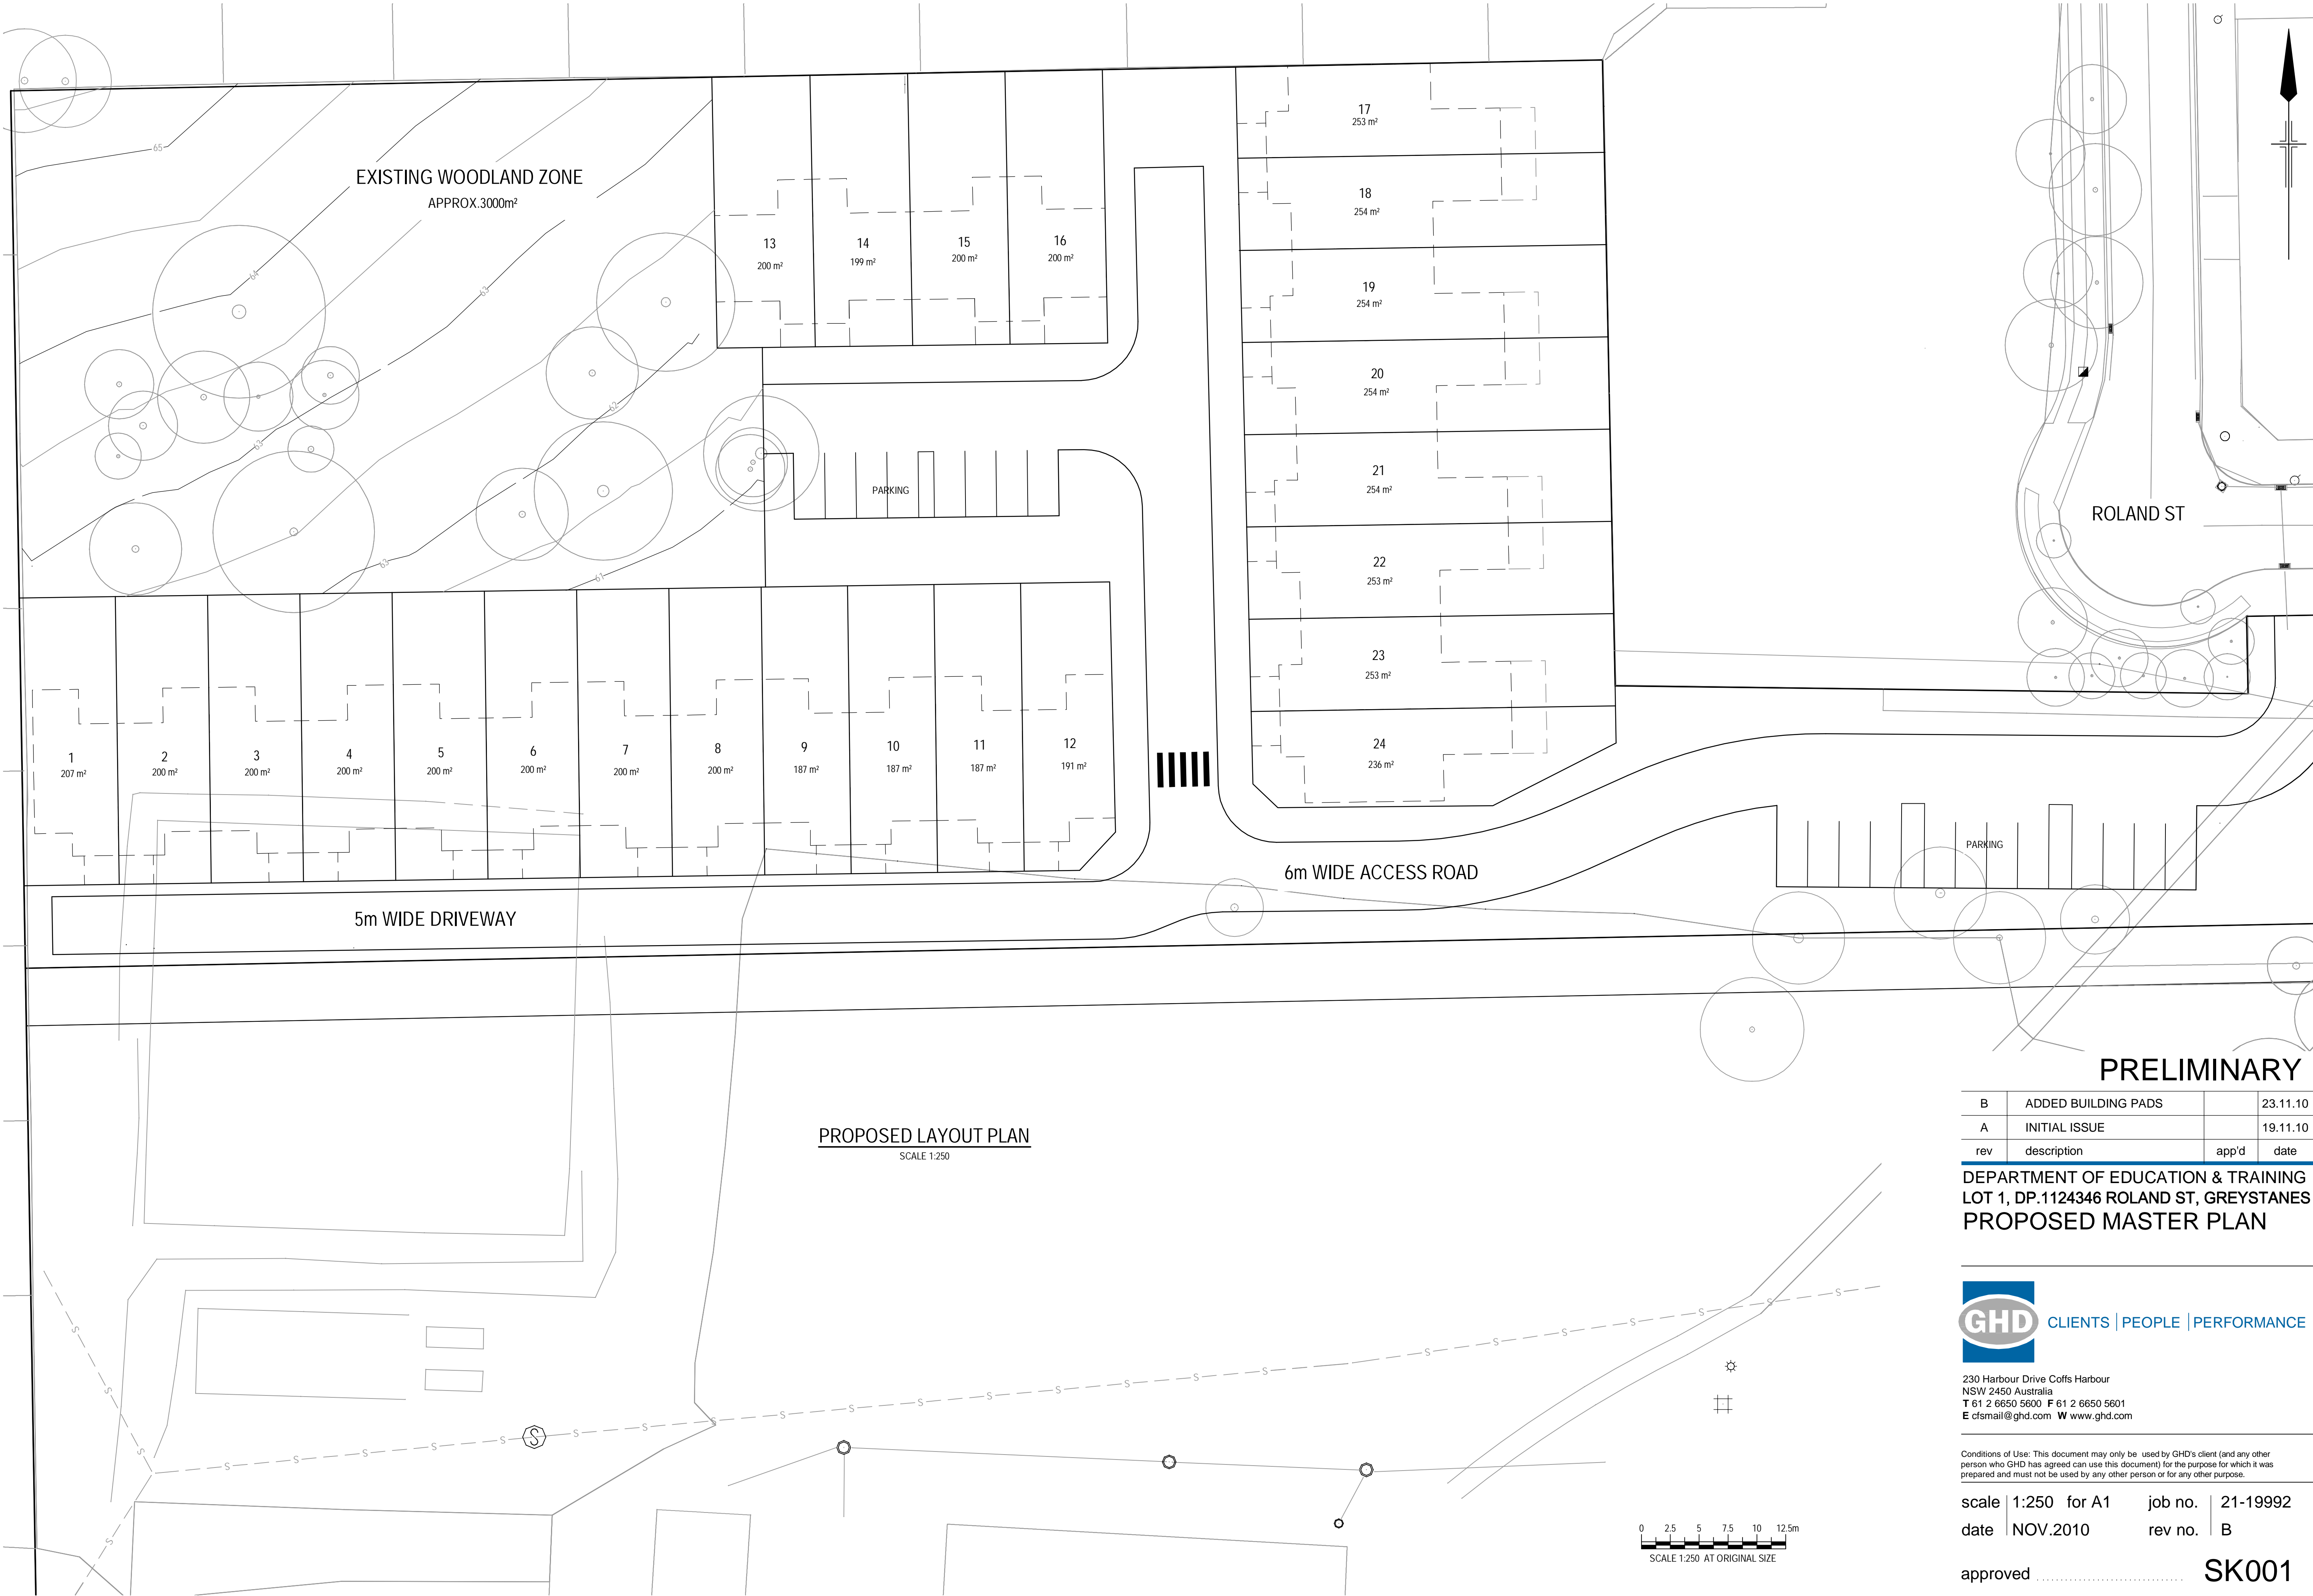 EXISTING WOODLAND ZONE
APPROX.3000m²
65
64
63
62
63
63
61
13
200 m²
14
199 m²
15
200 m²
16
200 m²
17
253 m²
18
254 m²
19
254 m²
20
254 m²
21
254 m²
22
253 m²
23
253 m²
24
236 m²
PARKING
ROLAND ST
1
207 m²
2
200 m²
3
200 m²
4
200 m²
5
200 m²
6
200 m²
7
200 m²
8
200 m²
9
187 m²
10
187 m²
11
187 m²
12
191 m²
PARKING
6m WIDE ACCESS ROAD
5m WIDE DRIVEWAY
PROPOSED LAYOUT PLAN
SCALE 1:250
S S S S S S S S S S S S S S S S S S S S S S S S S S S S S
0 2.5 5 7.5 10 12.5m
SCALE 1:250 AT ORIGINAL SIZE
PRELIMINARY
B ADDED BUILDING PADS 23.11.10
A INITIAL ISSUE 19.11.10
rev description app'd date
DEPARTMENT OF EDUCATION & TRAINING
LOT 1, DP.1124346 ROLAND ST, GREYSTANES
PROPOSED MASTER PLAN
GHD CLIENTS | PEOPLE | PERFORMANCE
230 Harbour Drive Coffs Harbour
NSW 2450 Australia
T 61 2 6650 5600 F 61 2 6650 5601
E cfsmail@ghd.com W www.ghd.com
Conditions of Use: This document may only be used by GHD's client (and any other
person who GHD has agreed can use this document) for the purpose for which it was
prepared and must not be used by any other person or for any other purpose.
scale 1:250 for A1 job no. 21-19992
date NOV.2010 rev no. B
approved .............................. SK001